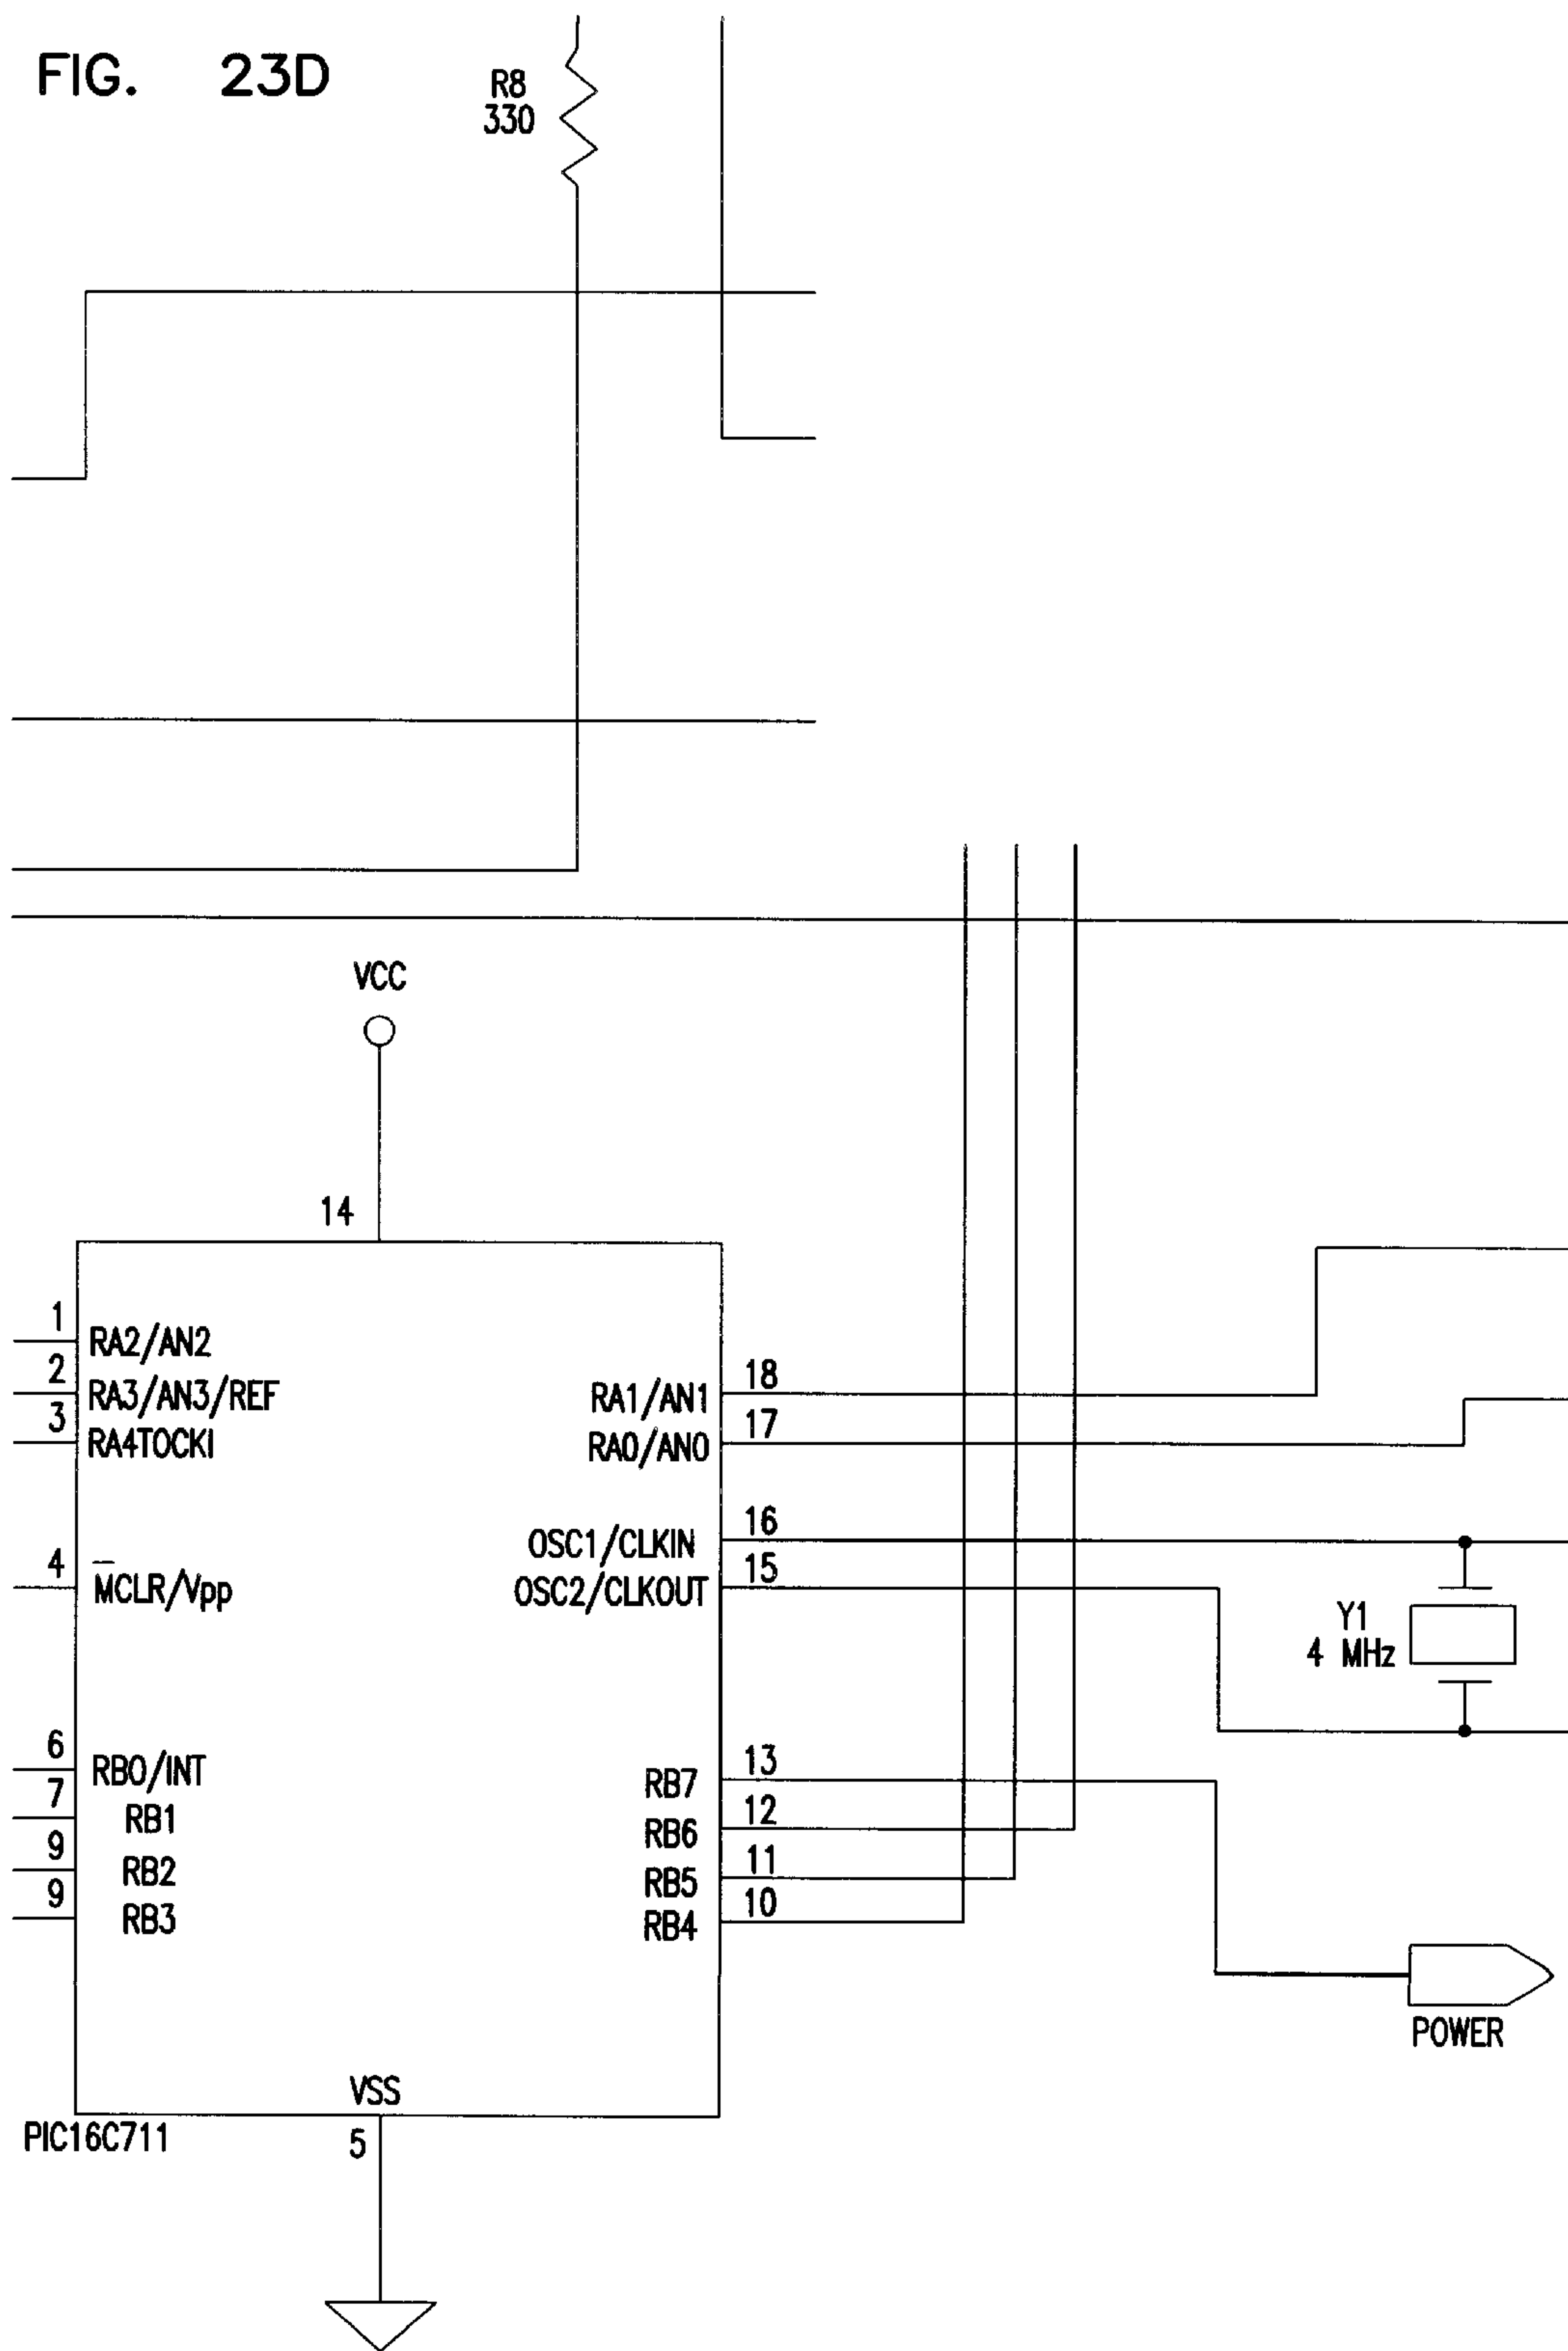 FIG. 23D
R8
330
VCC
14
1
RA2/AN2
2
RA3/AN3/REF
3
RA4TOCKI
4
MCLR/Vpp
6
RB0/INT
7
RB1
9
RB2
9
RB3
18
RA1/AN1
17
RA0/AN0
16
OSC1/CLKIN
15
OSC2/CLKOUT
Y1
4 MHz
13
RB7
12
RB6
11
RB5
10
RB4
POWER
VSS
PIC16C711
5